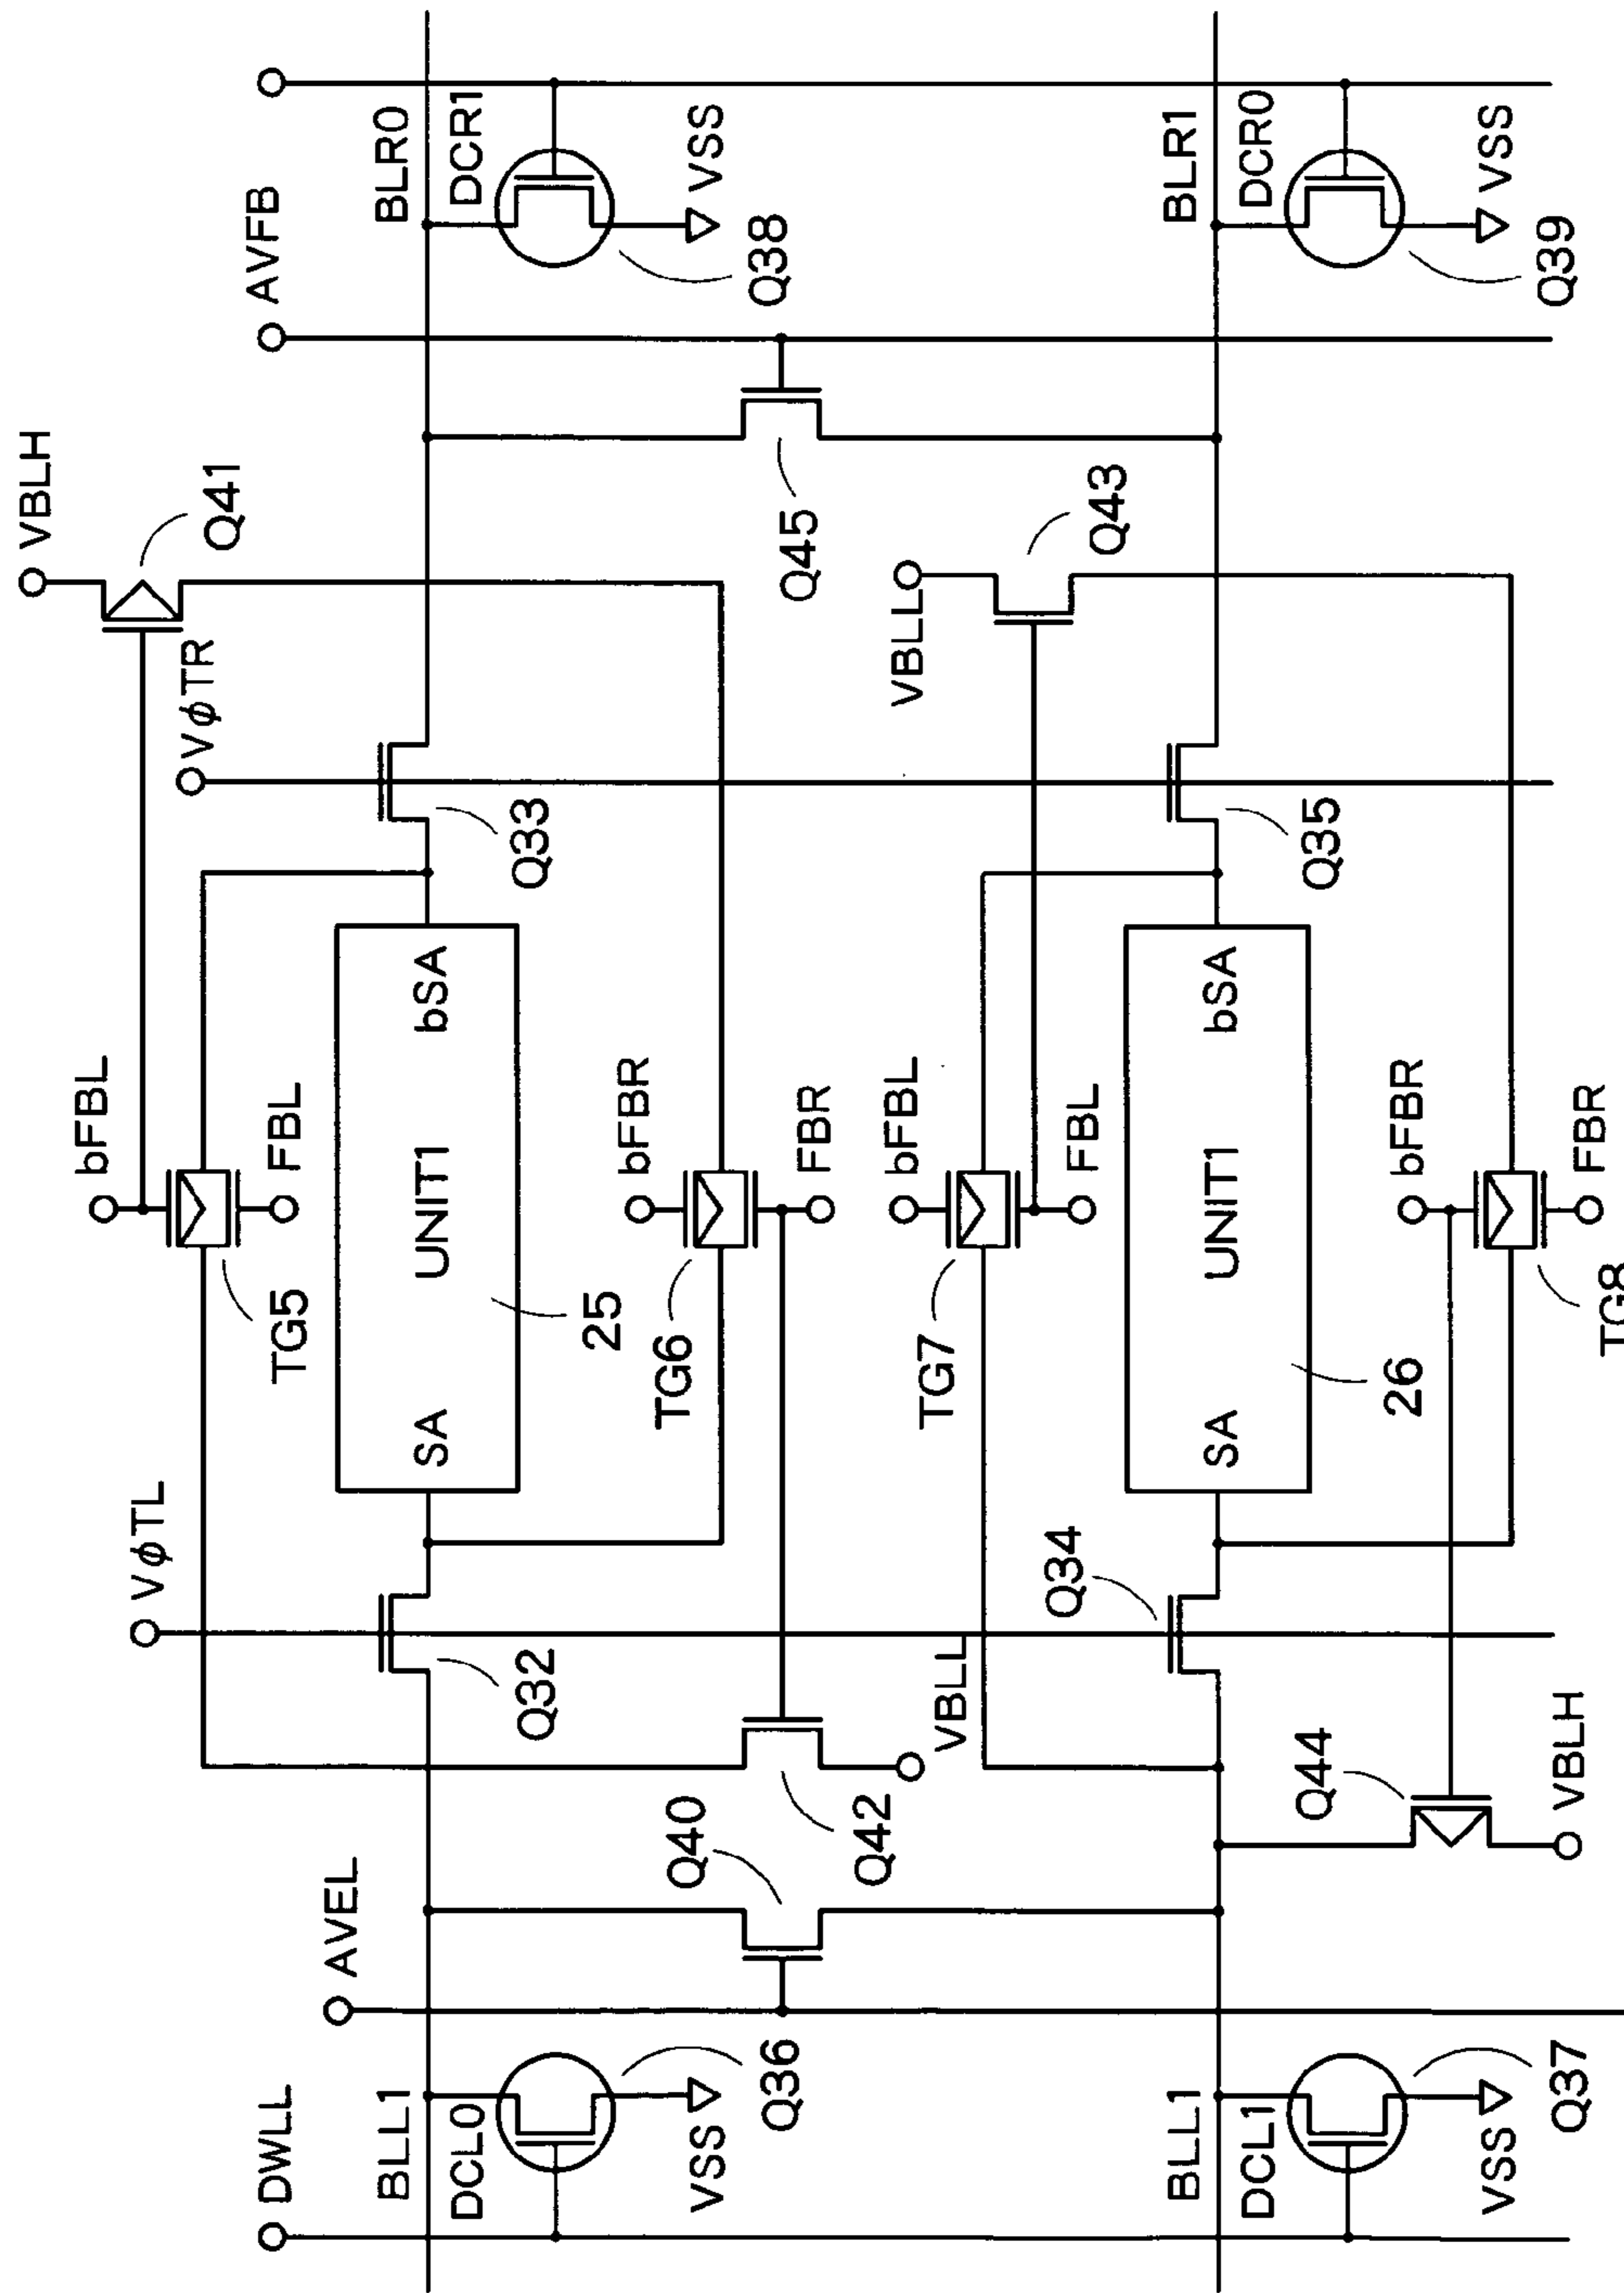 DWLL
AVEL
VφTL
bFBL
FBL
TG5
VφTR
VBLH
Q41
AVFB
BLL1
DCL0
VSS
Q36
Q40
Q42
VBLL
Q32
SA
UNIT1
bSA
25
Q33
BLR0
DCR1
VSS
Q38
bFBR
TG6
FBR
Q45
VBLL
Q43
bFBL
TG7
FBL
BLL1
DCL1
VSS
Q37
Q44
VBLH
Q34
SA
UNIT1
bSA
26
Q35
BLR1
DCR0
VSS
Q39
bFBR
FBR
TG8